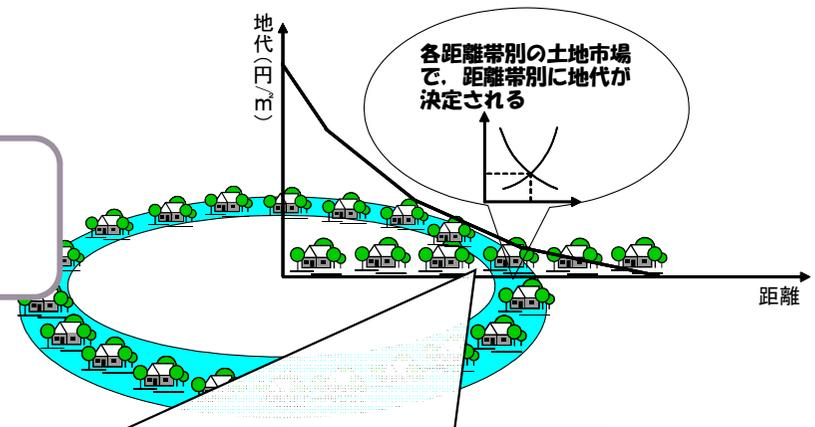 地代(円/㎡)
各距離帯別の土地市場
で，距離帯別に地代が
決定される
距離